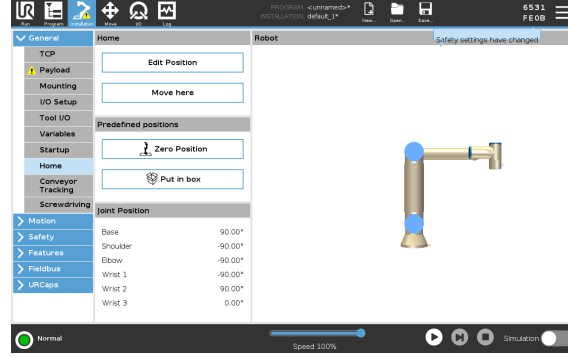 UR
PROGRAM <unnamed>*
INSTALLATION default_1*
6531
FE0B
Run Program Installation Move I/O Log New... Open... Save...
General
TCP
Payload
Mounting
I/O Setup
Tool I/O
Variables
Startup
Home
Conveyor
Tracking
Screwdriving
Motion
Safety
Features
Fieldbus
URCaps
Home
Edit Position
Move here
Predefined positions
Zero Position
Put in box
Joint Position
Base 90.00°
Shoulder -90.00°
Elbow -90.00°
Wrist 1 -90.00°
Wrist 2 90.00°
Wrist 3 0.00°
Robot
Safety settings have changed
Normal
Speed 100%
Simulation